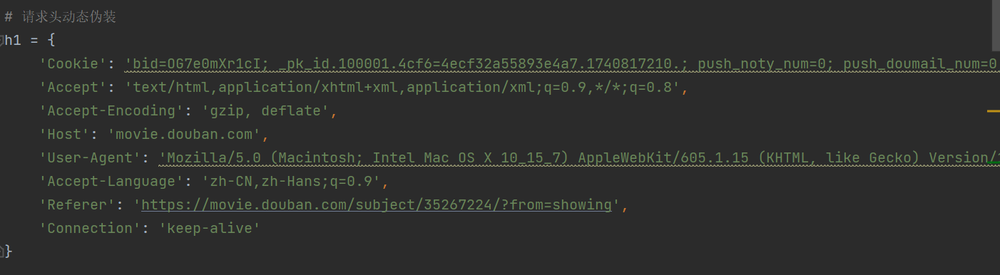 # 请求头动态伪装
h1 = {
'Cookie': 'bid=OG7e0mXr1cI; _pk_id.100001.4cf6=4ecf32a55893e4a7.1740817210.; push_noty_num=0; push_doumail_num=0
'Accept': 'text/html,application/xhtml+xml,application/xml;q=0.9,*/*;q=0.8',
'Accept-Encoding': 'gzip, deflate',
'Host': 'movie.douban.com',
'User-Agent': 'Mozilla/5.0 (Macintosh; Intel Mac OS X 10_15_7) AppleWebKit/605.1.15 (KHTML, like Gecko) Version/
'Accept-Language': 'zh-CN,zh-Hans;q=0.9',
'Referer': 'https://movie.douban.com/subject/35267224/?from=showing',
'Connection': 'keep-alive'
}